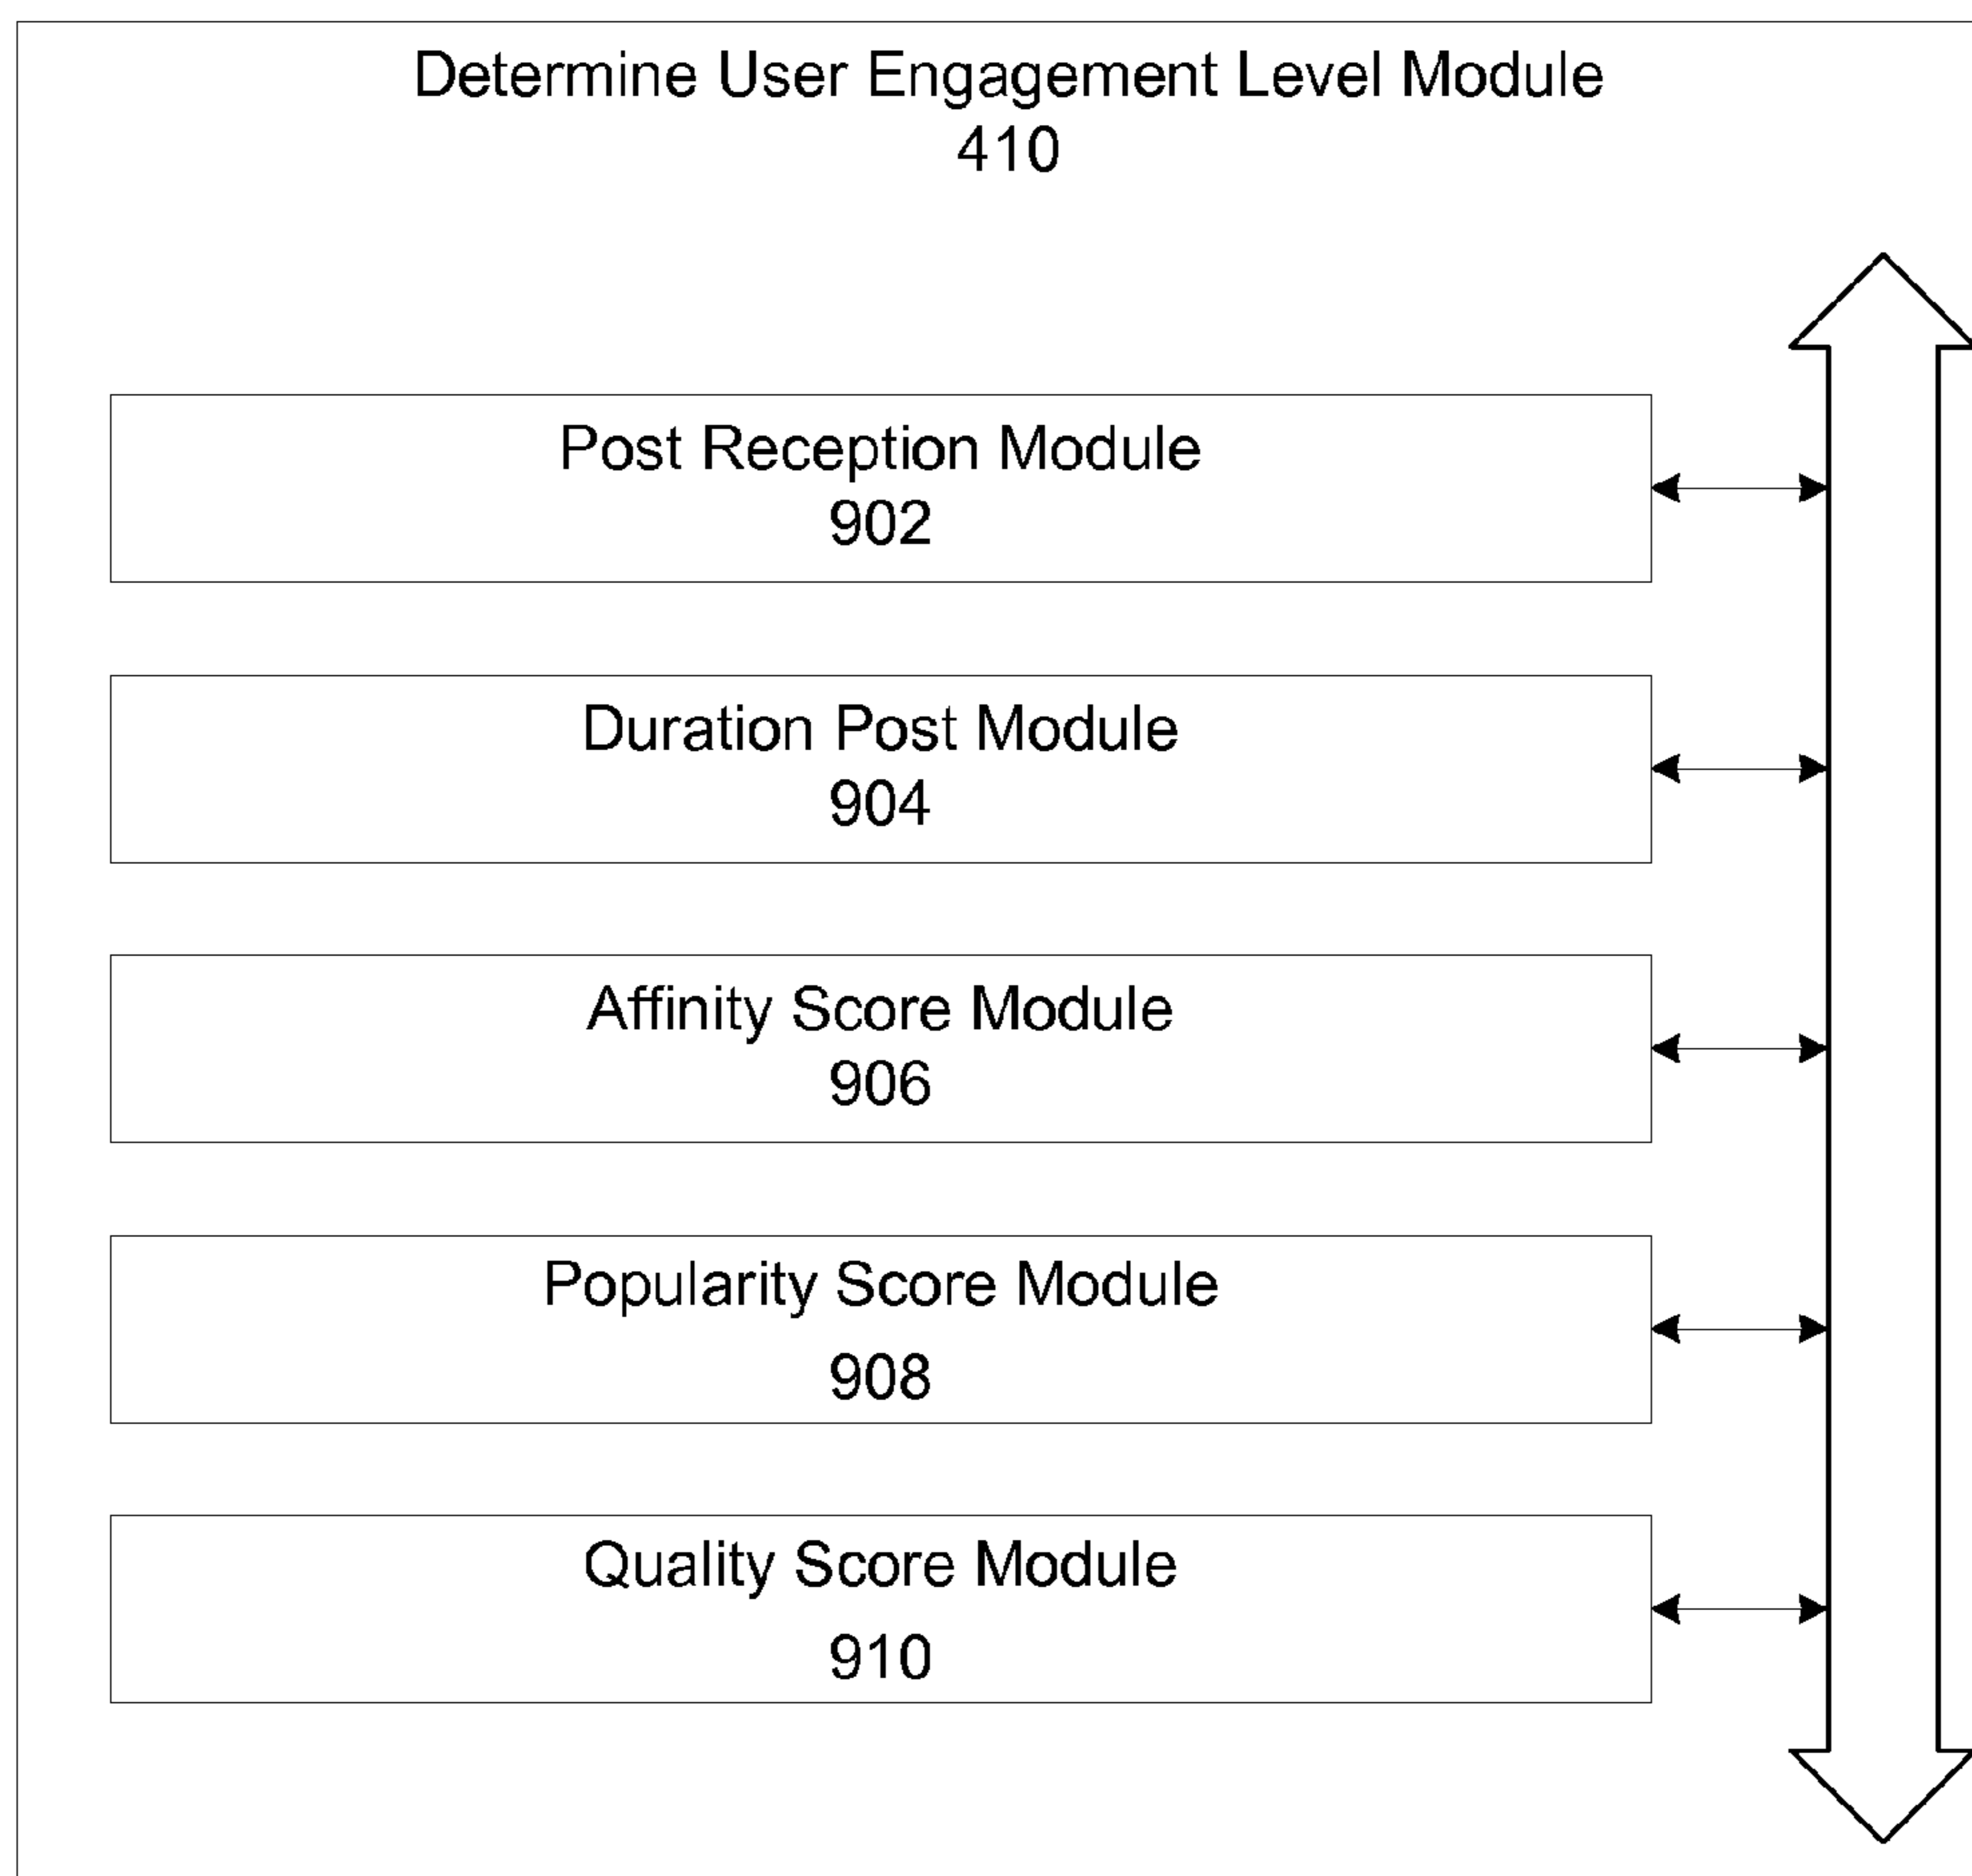 Determine User Engagement Level Module
410
Post Reception Module
902
Duration Post Module
904
Affinity Score Module
906
Popularity Score Module
908
Quality Score Module
910